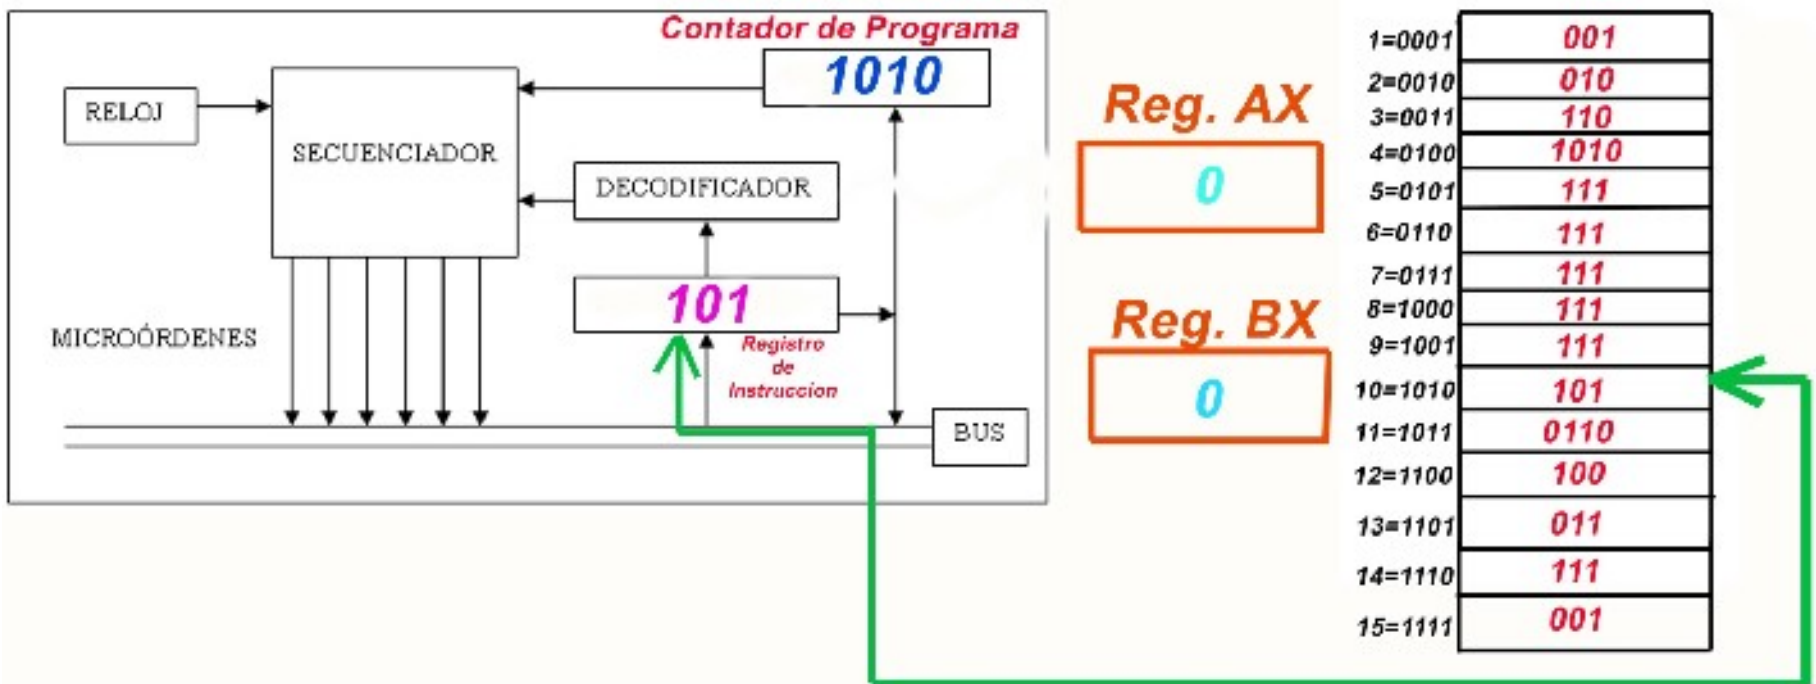 Contador de Programa
1010
RELOJ
SECUENCIADOR
DECODIFICADOR
101
Registro
de
Instruccion
MICROÓRDENES
BUS
Reg. AX
0
Reg. BX
0
1=0001 001
2=0010 010
3=0011 110
4=0100 1010
5=0101 111
6=0110 111
7=0111 111
8=1000 111
9=1001 111
10=1010 101
11=1011 0110
12=1100 100
13=1101 011
14=1110 111
15=1111 001